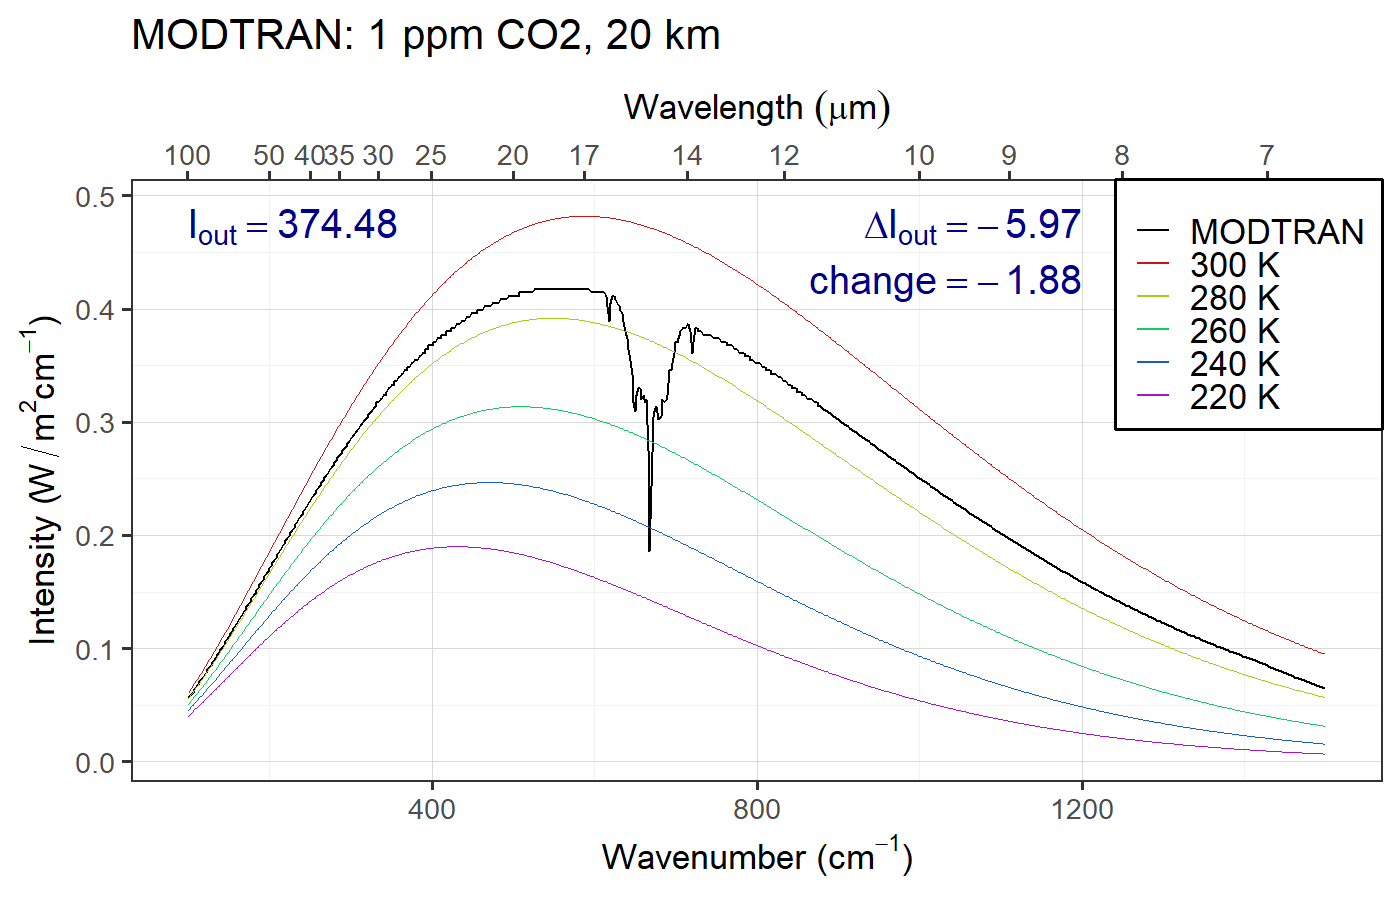 MODTRAN: 1 ppm CO2, 20 km
Wavelength (μm)
100 50 40 35 30 25 20 17 14 12 10 9 8 7
0.5
0.4
0.3
0.2
0.1
0.0
Intensity (W / m²cm⁻¹)
Iout = 374.48
ΔIout = − 5.97
change = − 1.88
MODTRAN
300 K
280 K
260 K
240 K
220 K
400 800 1200
Wavenumber (cm⁻¹)